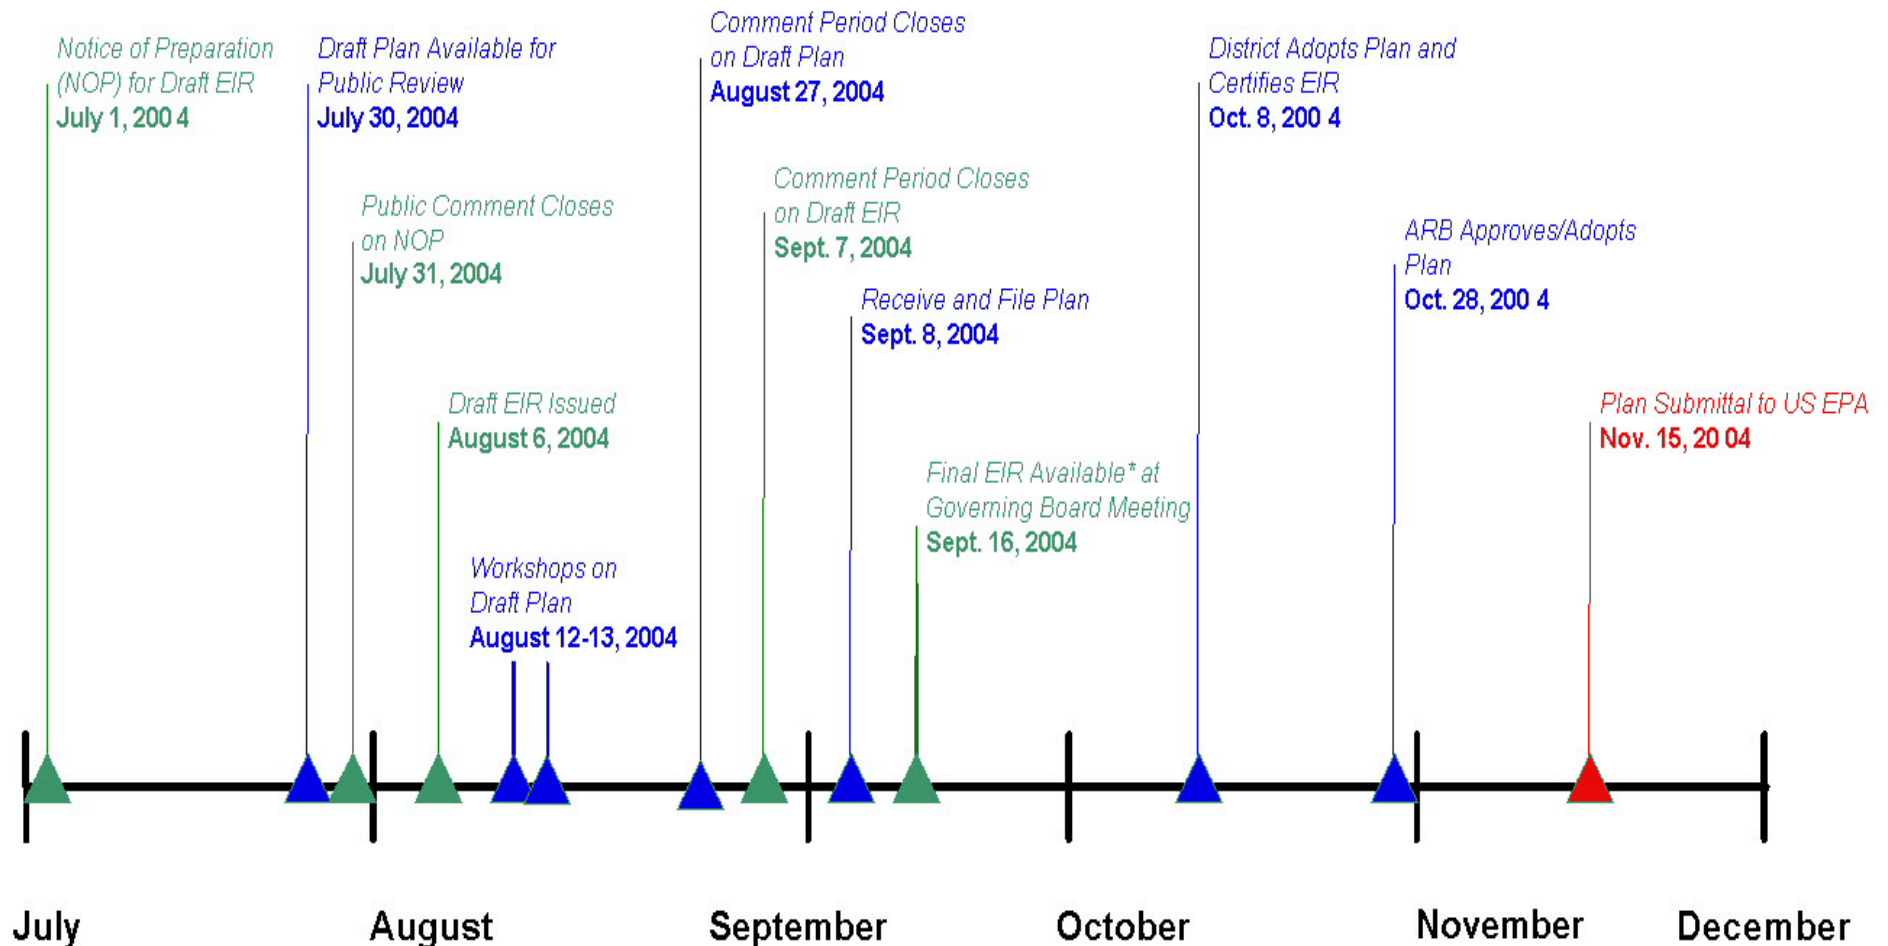 Notice of Preparation
(NOP) for Draft EIR
July 1, 200 4
Draft Plan Available for
Public Review
July 30, 2004
Public Comment Closes
on NOP
July 31, 2004
Draft EIR Issued
August 6, 2004
Workshops on
Draft Plan
August 12-13, 2004
Comment Period Closes
on Draft Plan
August 27, 2004
Comment Period Closes
on Draft EIR
Sept. 7, 2004
Receive and File Plan
Sept. 8, 2004
Final EIR Available* at
Governing Board Meeting
Sept. 16, 2004
District Adopts Plan and
Certifies EIR
Oct. 8, 200 4
ARB Approves/Adopts
Plan
Oct. 28, 200 4
Plan Submittal to US EPA
Nov. 15, 20 04
July
August
September
October
November
December